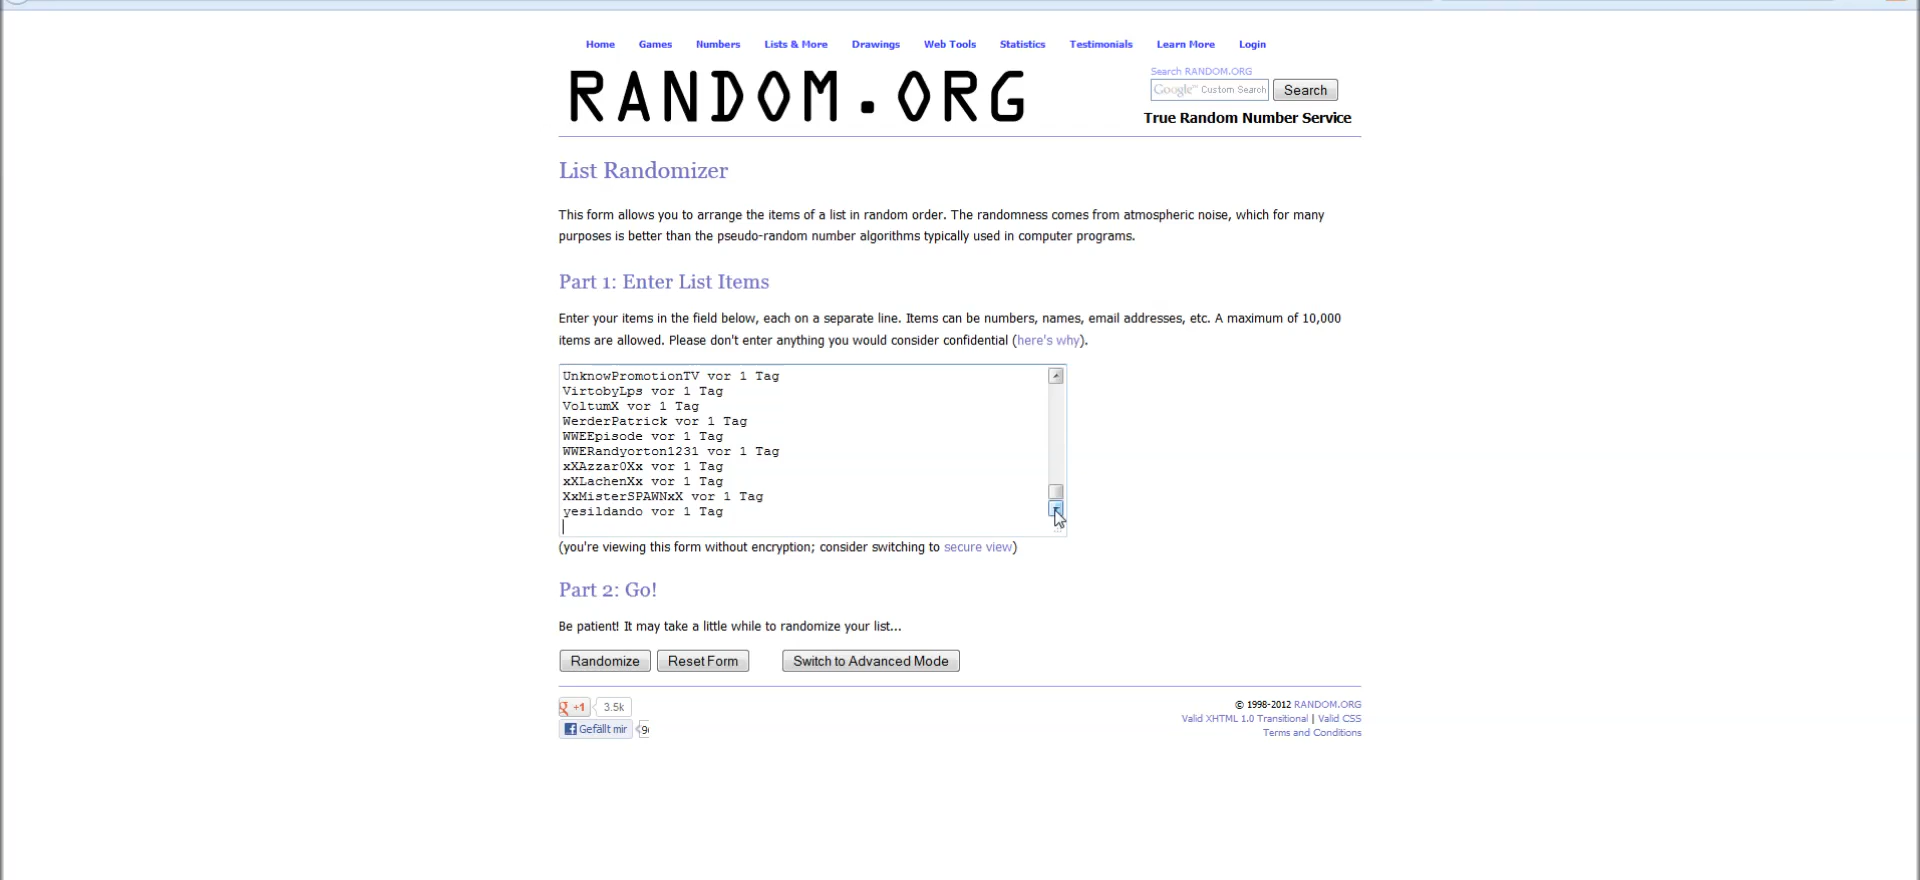 Home Games Numbers Lists & More Drawings Web Tools Statistics Testimonials Learn More Login
RANDOM.ORG
Search RANDOM.ORG
Google™ Custom Search Search
True Random Number Service
List Randomizer
This form allows you to arrange the items of a list in random order. The randomness comes from atmospheric noise, which for many
purposes is better than the pseudo-random number algorithms typically used in computer programs.
Part 1: Enter List Items
Enter your items in the field below, each on a separate line. Items can be numbers, names, email addresses, etc. A maximum of 10,000
items are allowed. Please don't enter anything you would consider confidential (here's why).
UnknowPromotionTV vor 1 Tag
VirtobyLps vor 1 Tag
VoltumX vor 1 Tag
WerderPatrick vor 1 Tag
WWEEpisode vor 1 Tag
WWERandyorton1231 vor 1 Tag
xXAzzar0Xx vor 1 Tag
xXLachenXx vor 1 Tag
XxMisterSPAWNxX vor 1 Tag
yesildando vor 1 Tag
(you're viewing this form without encryption; consider switching to secure view)
Part 2: Go!
Be patient! It may take a little while to randomize your list...
Randomize Reset Form Switch to Advanced Mode
+1 3.5k
Gefällt mir
© 1998-2012 RANDOM.ORG
Valid XHTML 1.0 Transitional | Valid CSS
Terms and Conditions